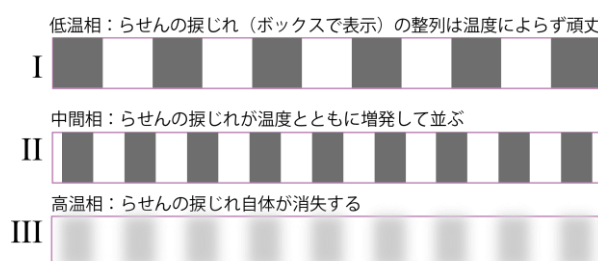 低温相：らせんの捩じれ（ボックスで表示）の整列は温度によらず頑丈
I
中間相：らせんの捩じれが温度とともに増発して並ぶ
II
高温相：らせんの捩じれ自体が消失する
III